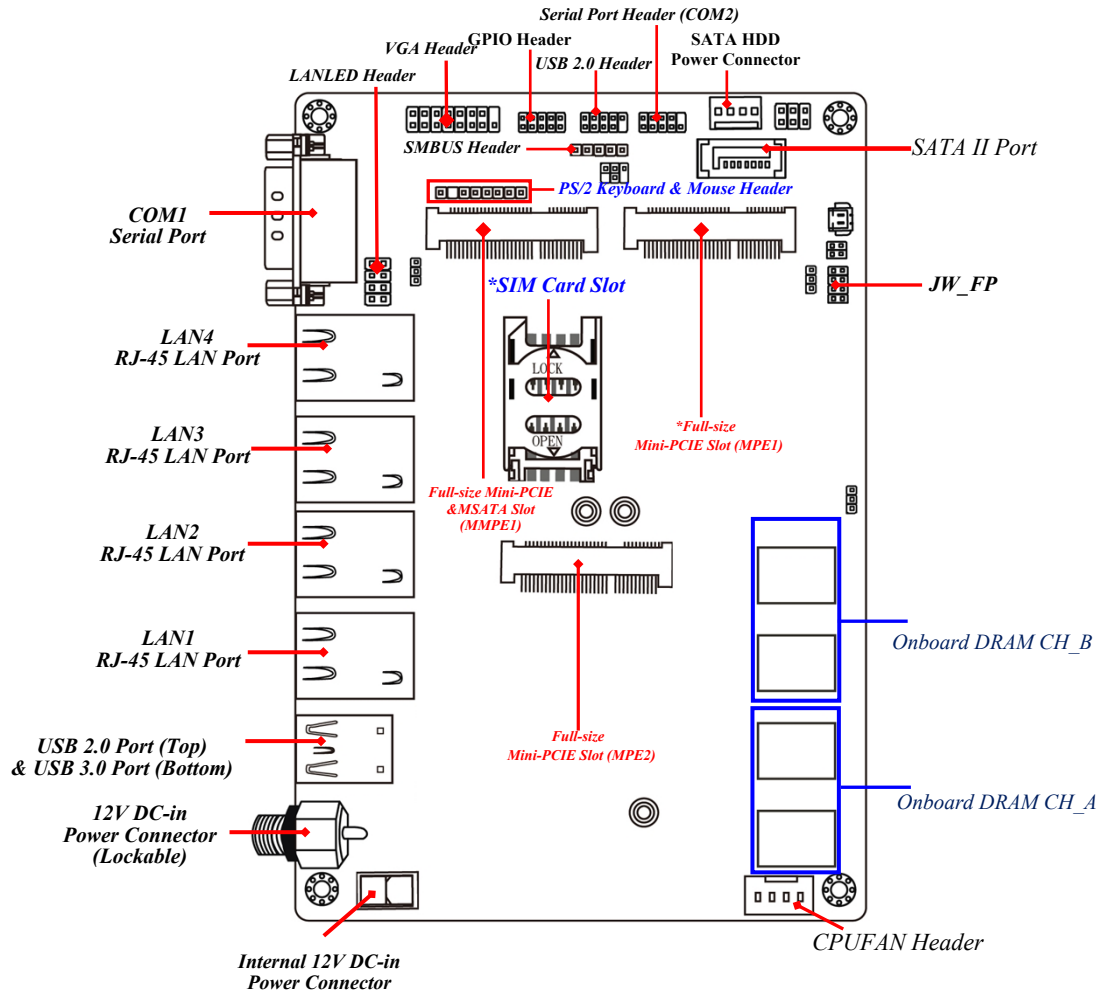 Serial Port Header (COM2)
GPIO Header
SATA HDD
Power Connector
VGA Header
USB 2.0 Header
LANLED Header
SMBUS Header
SATA II Port
PS/2 Keyboard & Mouse Header
COM1
Serial Port
*SIM Card Slot
JW_FP
LAN4
RJ-45 LAN Port
LOCK
OPEN
*Full-size
Mini-PCIE Slot (MPE1)
LAN3
RJ-45 LAN Port
Full-size Mini-PCIE
&MSATA Slot
(MMPE1)
LAN2
RJ-45 LAN Port
LAN1
RJ-45 LAN Port
Onboard DRAM CH_B
USB 2.0 Port (Top)
& USB 3.0 Port (Bottom)
Full-size
Mini-PCIE Slot (MPE2)
Onboard DRAM CH_A
12V DC-in
Power Connector
(Lockable)
CPUFAN Header
Internal 12V DC-in
Power Connector